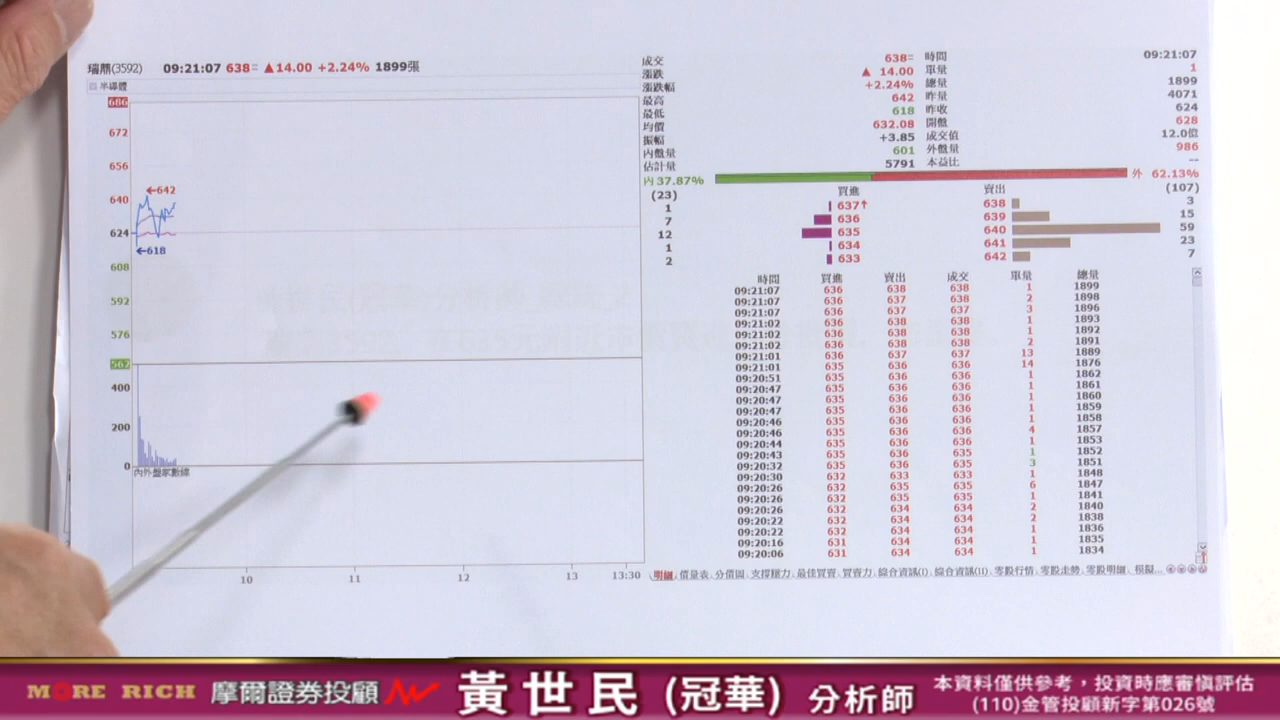 瑞鼎(3592) 09:21:07 638= ▲14.00 +2.24% 1899張
半導體
686
672
656
640
624
608
592
576
562
400
200
0
←642
←618
內外盤家數線
10 11 12 13 13:30
成交 638= 時間 09:21:07
漲跌 ▲ 14.00 單量 1
漲跌幅 +2.24% 總量 1899
最高 642 昨量 4071
最低 618 昨收 624
均價 632.08 開盤 628
振幅 +3.85 成交值 12.0億
內盤量 601 外盤量 986
估計量 5791 本益比 --
內 37.87% 外 62.13%
(23) 買進 賣出 (107)
1 637↑ 638 3
7 636 639 15
12 635 640 59
1 634 641 23
2 633 642 7
時間 買進 賣出 成交 單量 總量
09:21:07 636 638 638 1 1899
09:21:07 636 637 638 2 1898
09:21:07 636 637 637 3 1896
09:21:02 636 638 638 1 1893
09:21:02 636 638 638 1 1892
09:21:02 636 638 638 2 1891
09:21:01 636 637 637 13 1889
09:21:01 635 636 636 14 1876
09:20:51 635 636 636 1 1862
09:20:47 635 636 636 1 1861
09:20:47 635 636 636 1 1860
09:20:47 635 636 636 1 1859
09:20:46 635 636 636 1 1858
09:20:46 635 636 636 4 1857
09:20:44 635 636 636 1 1853
09:20:43 635 636 635 1 1852
09:20:32 635 636 635 3 1851
09:20:30 632 633 633 1 1848
09:20:26 632 635 635 6 1847
09:20:26 632 635 635 1 1841
09:20:26 632 634 634 2 1840
09:20:22 632 634 634 2 1838
09:20:22 632 634 634 1 1836
09:20:16 631 634 634 1 1835
09:20:06 631 634 634 1 1834
明細 價量表 分價圖 支撐壓力 最佳買賣 買賣力 綜合資訊(I) 綜合資訊(II) 零股行情 零股走勢 零股明細 模擬...
MORE RICH 摩爾證券投顧 黃世民(冠華)分析師
本資料僅供參考，投資時應審慎評估
(110)金管投顧新字第026號